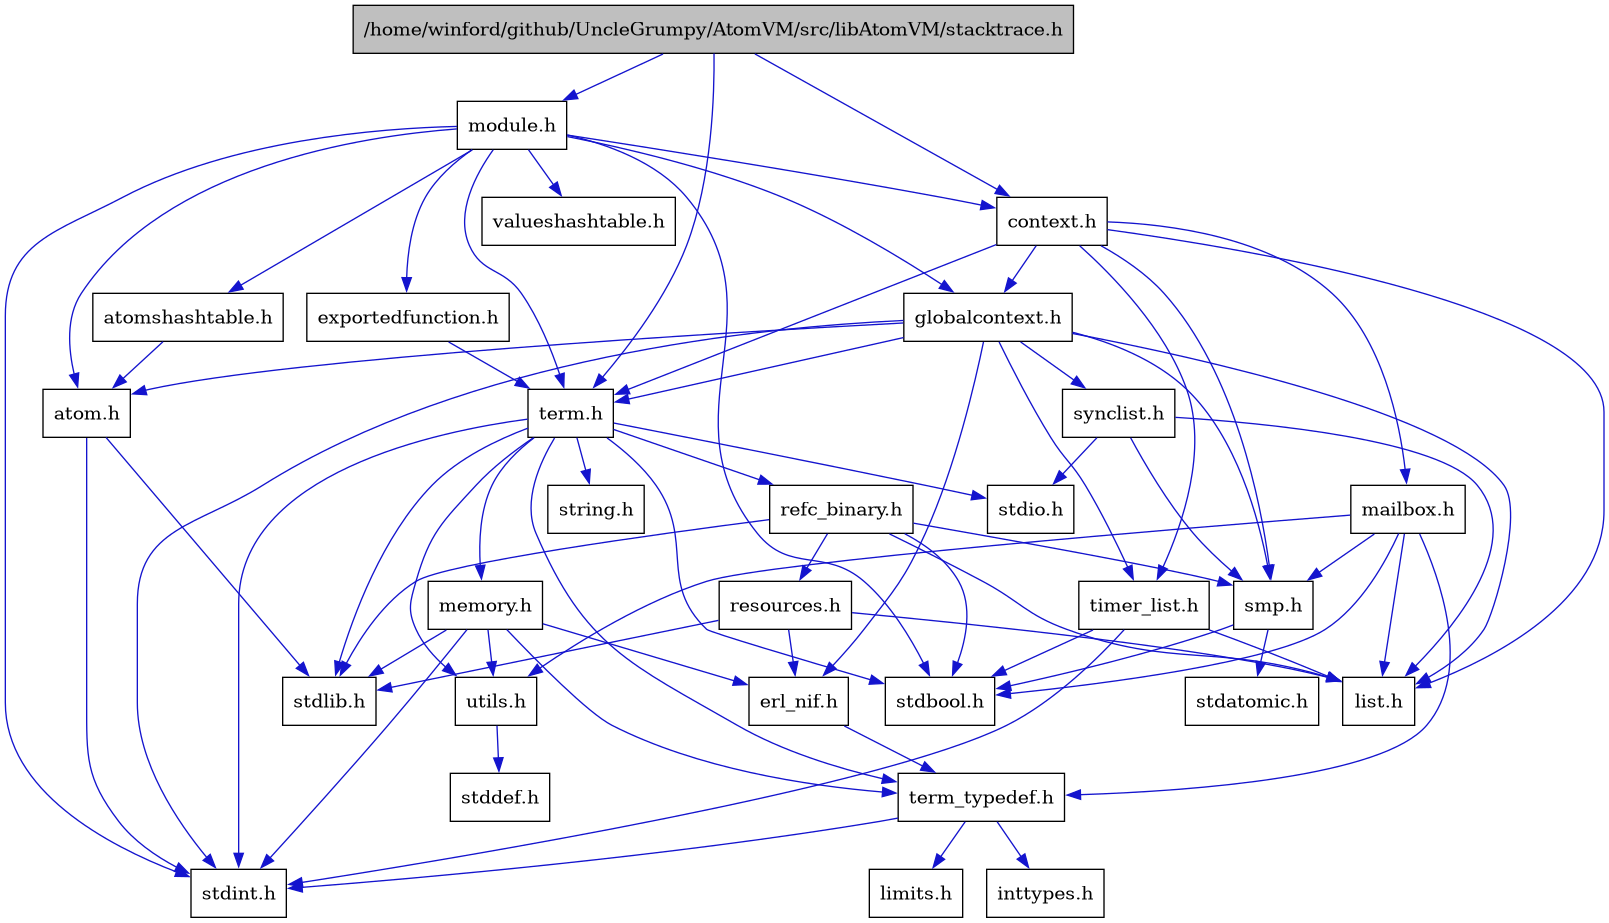 /home/winford/github/UncleGrumpy/AtomVM/src/libAtomVM/stacktrace.h
module.h
valueshashtable.h
context.h
atomshashtable.h
exportedfunction.h
globalcontext.h
atom.h
term.h
synclist.h
string.h
refc_binary.h
stdio.h
mailbox.h
memory.h
resources.h
timer_list.h
smp.h
stdlib.h
utils.h
erl_nif.h
stdbool.h
stdatomic.h
list.h
stddef.h
term_typedef.h
stdint.h
limits.h
inttypes.h